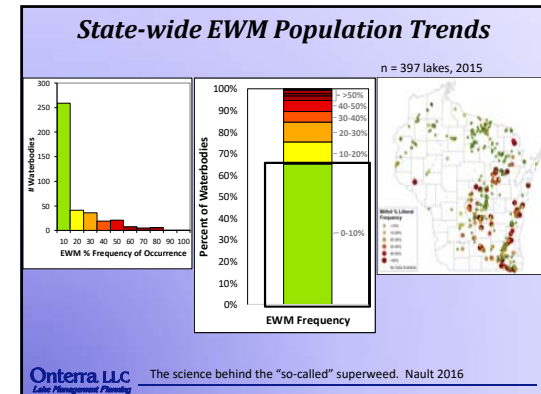 State-wide EWM Population Trends
n = 397 lakes, 2015
300
250
200
150
100
50
0
# Waterbodies
10 20 30 40 50 60 70 80 90 100
EWM % Frequency of Occurrence
100%
90%
80%
70%
60%
50%
40%
30%
20%
10%
0%
Percent of Waterbodies
>50%
40-50%
30-40%
20-30%
10-20%
0-10%
EWM Frequency
Frequency
Onterra LLC
Lake Management Planning
The science behind the “so-called” superweed. Nault 2016